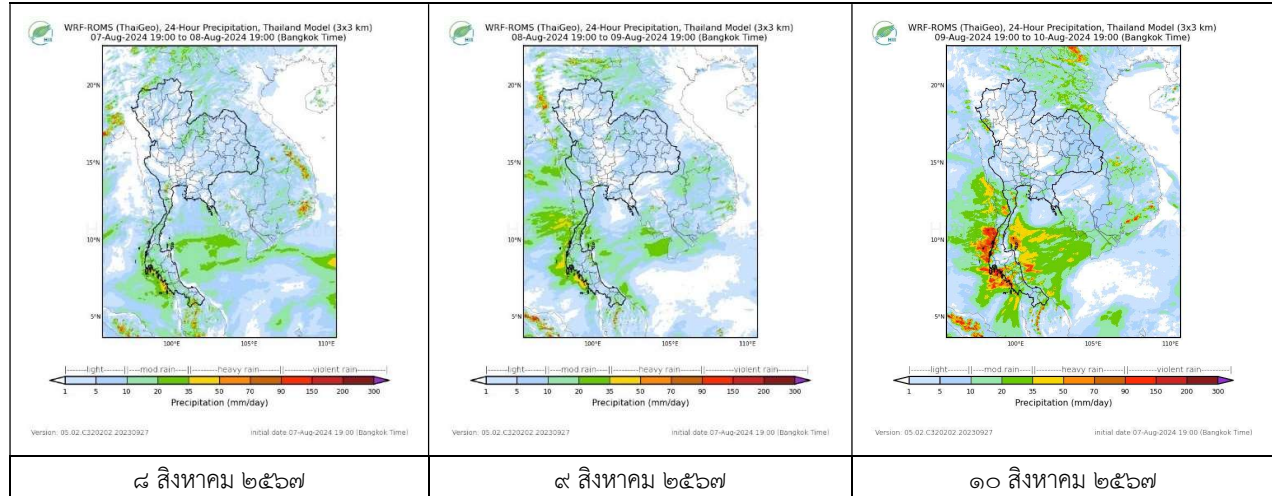 WRF-ROMS (ThaiGeo), 24-Hour Precipitation, Thailand Model (3x3 km)
07-Aug-2024 19:00 to 08-Aug-2024 19:00 (Bangkok Time)
20°N
15°N
10°N
5°N
100°E 105°E 110°E
light mod rain heavy rain violent rain
1 5 10 20 35 50 70 90 150 200 300
Precipitation (mm/day)
Version: 05.02.C320202.20230927 initial date 07-Aug-2024 19:00 (Bangkok Time)
๘ สิงหาคม ๒๕๖๗
WRF-ROMS (ThaiGeo), 24-Hour Precipitation, Thailand Model (3x3 km)
08-Aug-2024 19:00 to 09-Aug-2024 19:00 (Bangkok Time)
20°N
15°N
10°N
5°N
100°E 105°E 110°E
light mod rain heavy rain violent rain
1 5 10 20 35 50 70 90 150 200 300
Precipitation (mm/day)
Version: 05.02.C320202.20230927 initial date 07-Aug-2024 19:00 (Bangkok Time)
๙ สิงหาคม ๒๕๖๗
WRF-ROMS (ThaiGeo), 24-Hour Precipitation, Thailand Model (3x3 km)
09-Aug-2024 19:00 to 10-Aug-2024 19:00 (Bangkok Time)
20°N
15°N
10°N
5°N
100°E 105°E 110°E
light mod rain heavy rain violent rain
1 5 10 20 35 50 70 90 150 200 300
Precipitation (mm/day)
Version: 05.02.C320202.20230927 initial date 07-Aug-2024 19:00 (Bangkok Time)
๑๐ สิงหาคม ๒๕๖๗